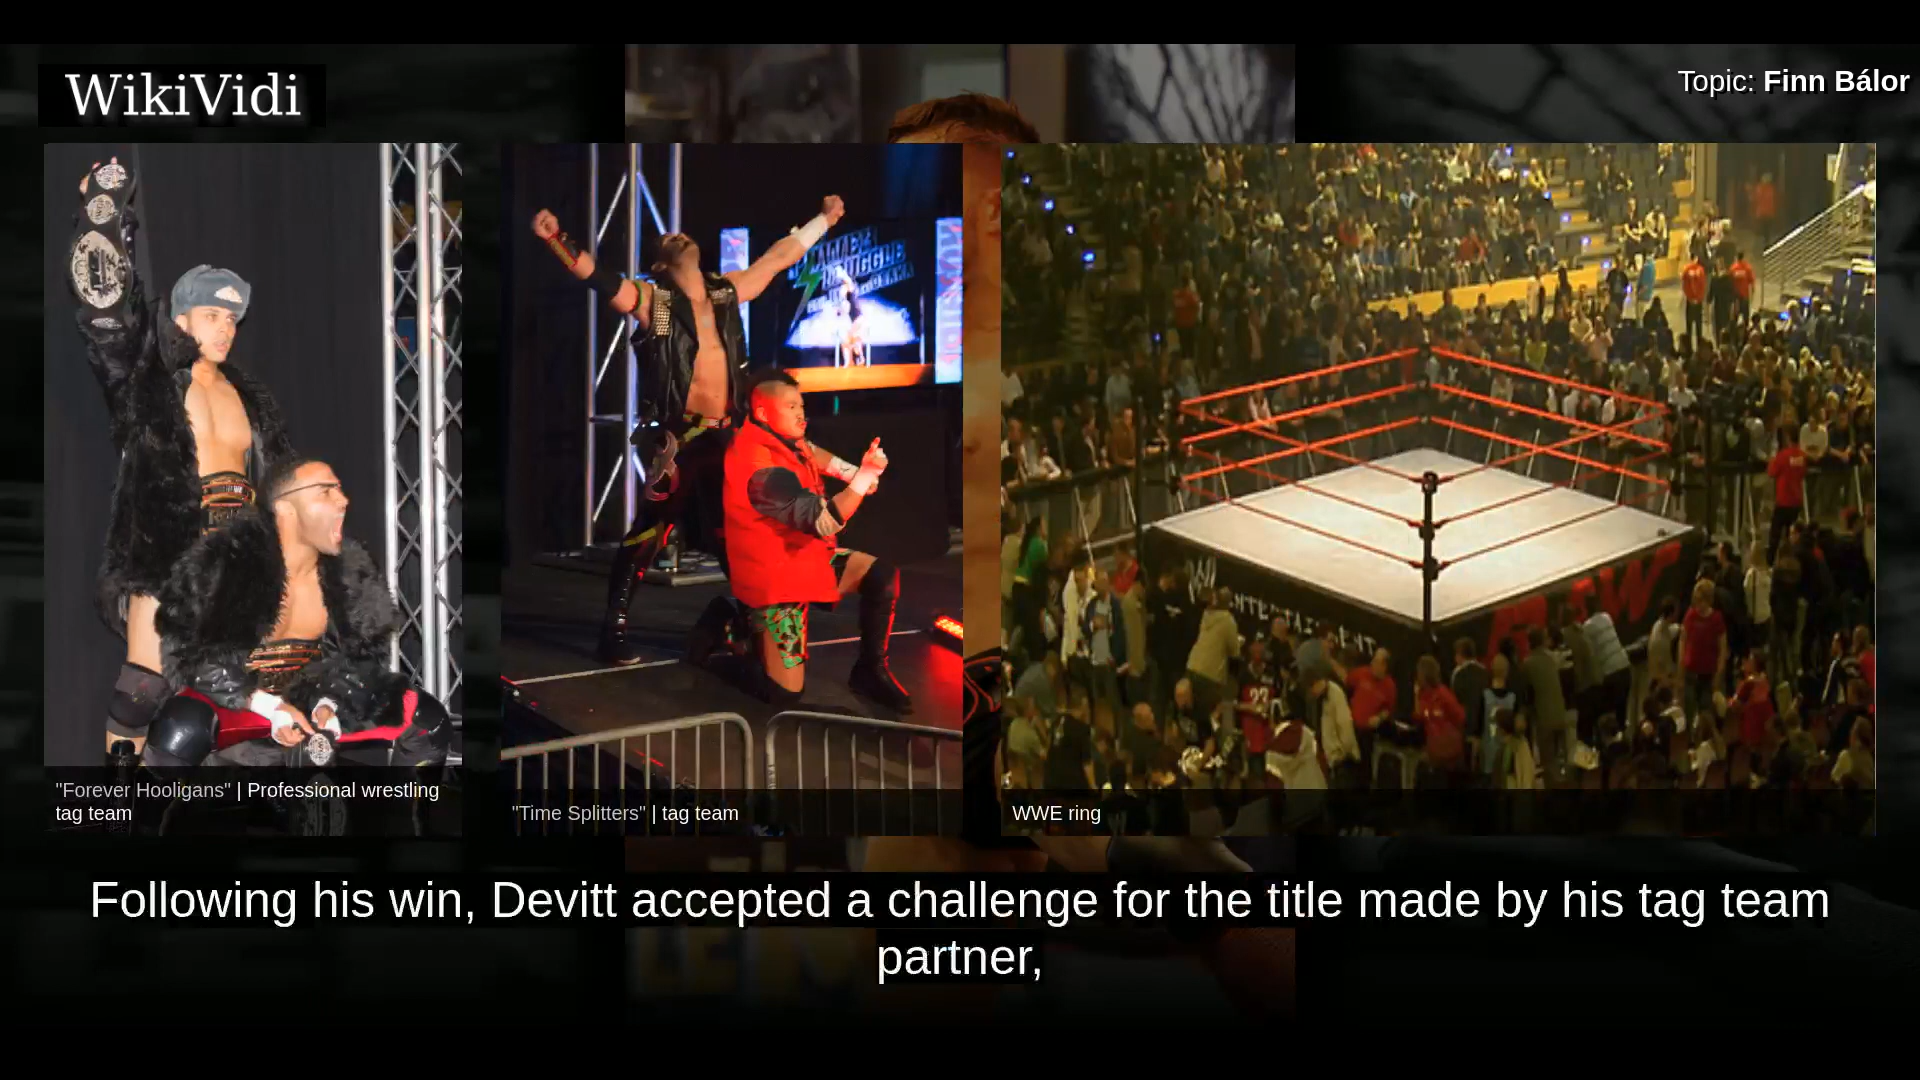 WikiVidi
Topic: Finn Bálor
"Forever Hooligans" | Professional wrestling
tag team
"Time Splitters" | tag team
WWE ring
Following his win, Devitt accepted a challenge for the title made by his tag team
partner,